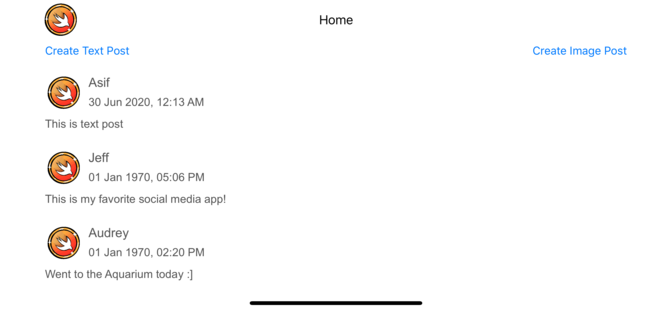 Home
Create Text Post
Create Image Post
Asif
30 Jun 2020, 12:13 AM
This is text post
Jeff
01 Jan 1970, 05:06 PM
This is my favorite social media app!
Audrey
01 Jan 1970, 02:20 PM
Went to the Aquarium today :]